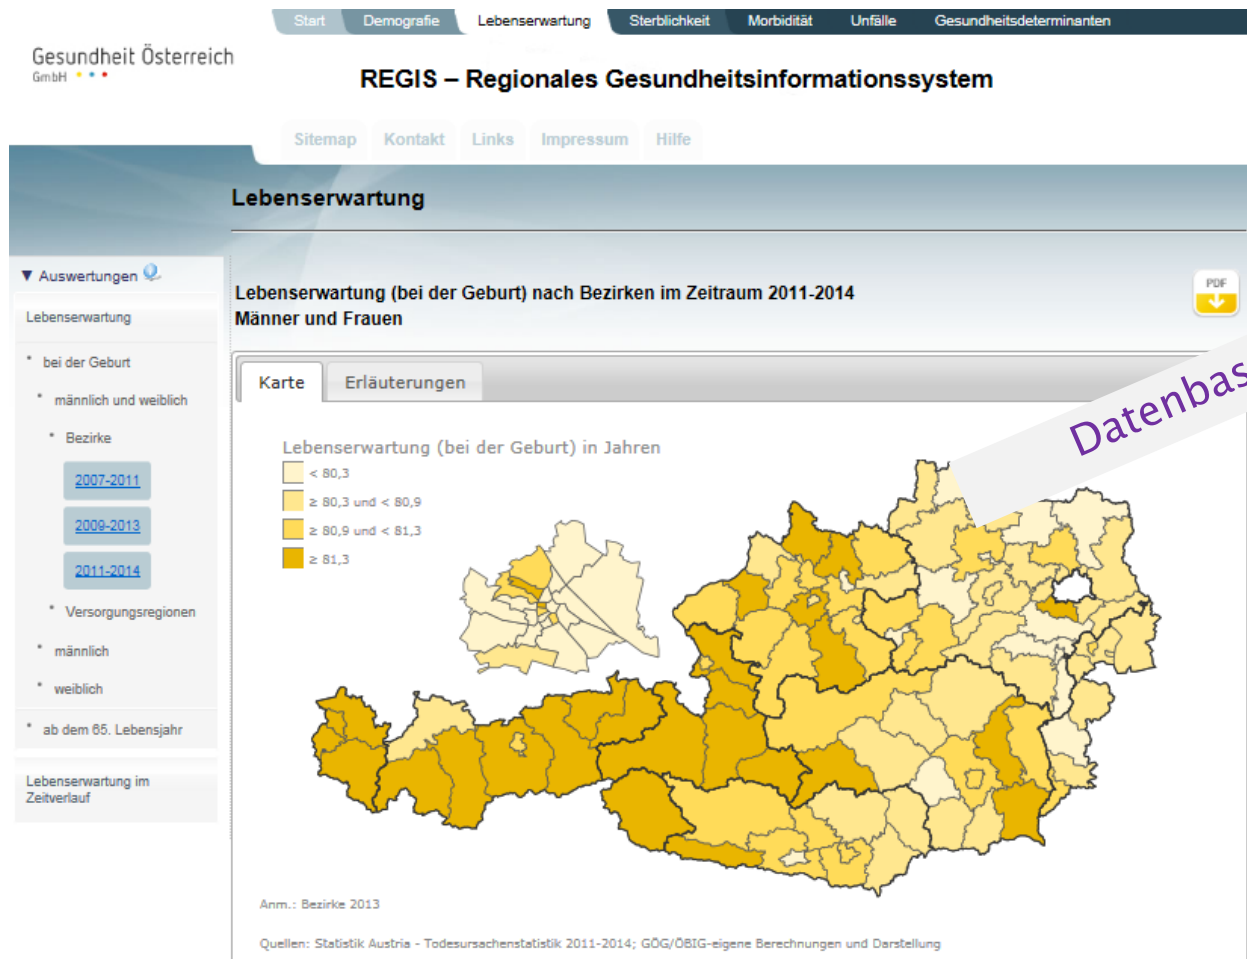 Start Demografie Lebenserwartung Sterblichkeit Morbidität Unfälle Gesundheitsdeterminanten
Gesundheit Österreich
GmbH
REGIS – Regionales Gesundheitsinformationssystem
Sitemap Kontakt Links Impressum Hilfe
Lebenserwartung
▼ Auswertungen
Lebenserwartung
* bei der Geburt
* männlich und weiblich
* Bezirke
2007-2011
2009-2013
2011-2014
* Versorgungsregionen
* männlich
* weiblich
* ab dem 65. Lebensjahr
Lebenserwartung im
Zeitverlauf
Lebenserwartung (bei der Geburt) nach Bezirken im Zeitraum 2011-2014
Männer und Frauen
PDF
Karte Erläuterungen
Datenbas
Lebenserwartung (bei der Geburt) in Jahren
< 80,3
≥ 80,3 und < 80,9
≥ 80,9 und < 81,3
≥ 81,3
Anm.: Bezirke 2013
Quellen: Statistik Austria - Todesursachenstatistik 2011-2014; GÖG/ÖBIG-eigene Berechnungen und Darstellung